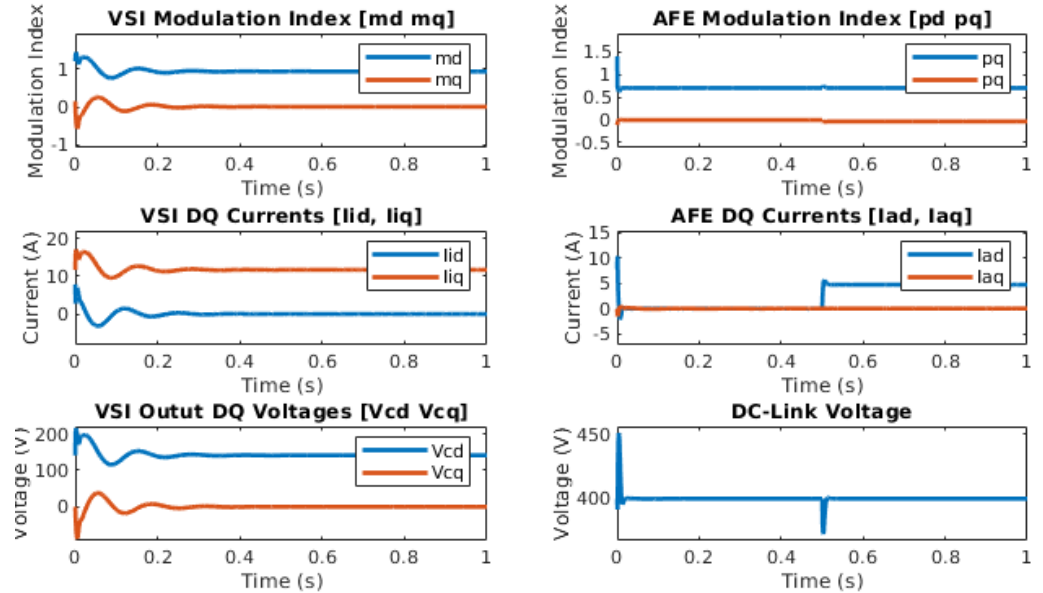 VSI Modulation Index [md mq]
Modulation Index
1
0
-1
md
mq
0 0.2 0.4 0.6 0.8 1
Time (s)
AFE Modulation Index [pd pq]
Modulation Index
1.5
1
0.5
0
-0.5
pq
pq
0 0.2 0.4 0.6 0.8 1
Time (s)
VSI DQ Currents [Iid, Iiq]
Current (A)
20
10
0
Iid
Iiq
0 0.2 0.4 0.6 0.8 1
Time (s)
AFE DQ Currents [Iad, Iaq]
Current (A)
15
10
5
0
-5
Iad
Iaq
0 0.2 0.4 0.6 0.8 1
Time (s)
VSI Outut DQ Voltages [Vcd Vcq]
Voltage (V)
200
100
0
Vcd
Vcq
0 0.2 0.4 0.6 0.8 1
Time (s)
DC-Link Voltage
Voltage (V)
450
400
0 0.2 0.4 0.6 0.8 1
Time (s)